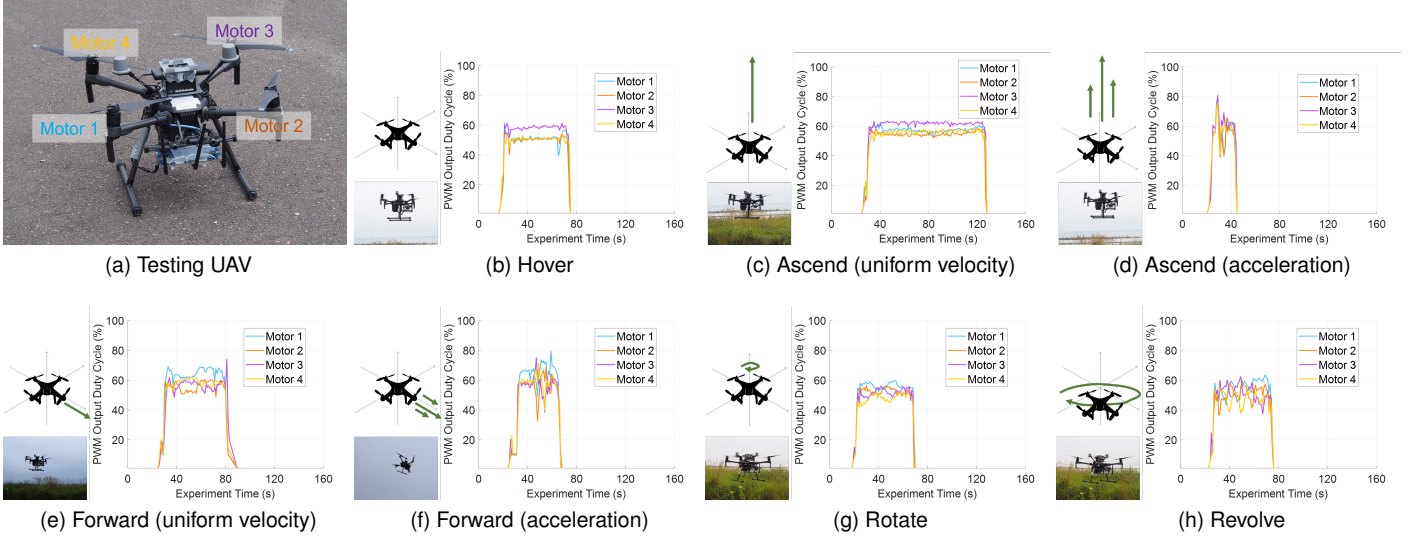 Motor 3
Motor 4
Motor 1
Motor 2
(a) Testing UAV
PWM Output Duty Cycle (%)
100
80
60
40
20
Motor 1
Motor 2
Motor 3
Motor 4
0 40 80 120 160
Experiment Time (s)
(b) Hover
PWM Output Duty Cycle (%)
100
80
60
40
20
Motor 1
Motor 2
Motor 3
Motor 4
0 40 80 120 160
Experiment Time (s)
(c) Ascend (uniform velocity)
PWM Output Duty Cycle (%)
100
80
60
40
20
Motor 1
Motor 2
Motor 3
Motor 4
0 40 80 120 160
Experiment Time (s)
(d) Ascend (acceleration)
PWM Output Duty Cycle (%)
100
80
60
40
20
Motor 1
Motor 2
Motor 3
Motor 4
0 40 80 120 160
Experiment Time (s)
(e) Forward (uniform velocity)
PWM Output Duty Cycle (%)
100
80
60
40
20
Motor 1
Motor 2
Motor 3
Motor 4
0 40 80 120 160
Experiment Time (s)
(f) Forward (acceleration)
PWM Output Duty Cycle (%)
100
80
60
40
20
Motor 1
Motor 2
Motor 3
Motor 4
0 40 80 120 160
Experiment Time (s)
(g) Rotate
PWM Output Duty Cycle (%)
100
80
60
40
20
Motor 1
Motor 2
Motor 3
Motor 4
0 40 80 120 160
Experiment Time (s)
(h) Revolve